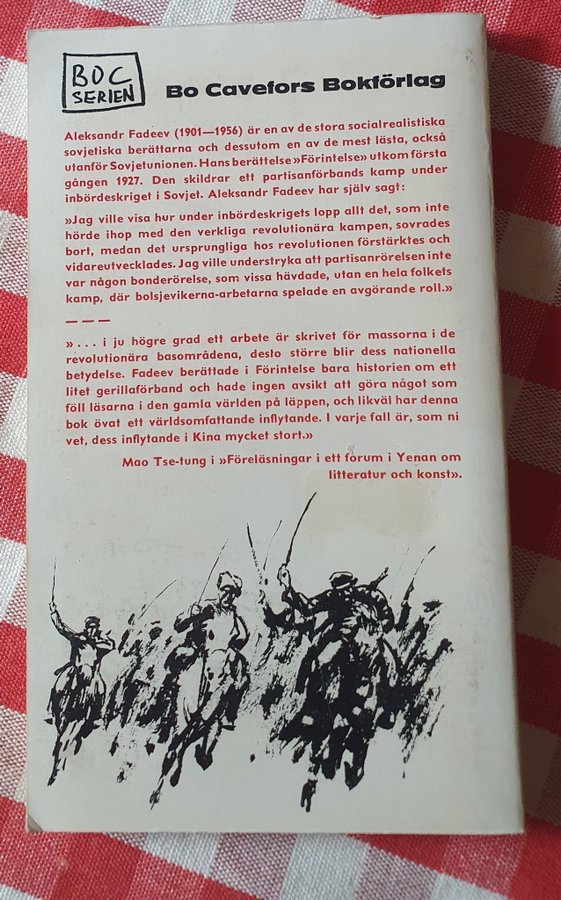 BOC
SERIEN
Bo Cavefors Bokförlag
Aleksandr Fadeev (1901—1956) är en av de stora socialrealistiska
sovjetiska berättarna och dessutom en av de mest lästa, också
utanför Sovjetunionen. Hans berättelse »Förintelse» utkom första
gången 1927. Den skildrar ett partisanförbands kamp under
inbördeskriget i Sovjet. Aleksandr Fadeev har själv sagt:
»Jag ville visa hur under inbördeskrigets lopp allt det, som inte
hörde ihop med den verkliga revolutionära kampen, sovrades
bort, medan det ursprungliga hos revolutionen förstärktes och
vidareutvecklades. Jag ville understryka att partisanrörelsen inte
var någon bonderörelse, som vissa hävdade, utan en hela folkets
kamp, där bolsjevikerna-arbetarna spelade en avgörande roll.»
— — —
»... i ju högre grad ett arbete är skrivet för massorna i de
revolutionära basområdena, desto större blir dess nationella
betydelse. Fadeev berättade i Förintelse bara historien om ett
litet gerillaförband och hade ingen avsikt att göra något som
föll läsarna i den gamla världen på läppen, och likväl har denna
bok övat ett världsomfattande inflytande. I varje fall är, som ni
vet, dess inflytande i Kina mycket stort.»
Mao Tse-tung i »Föreläsningar i ett forum i Yenan om
litteratur och konst».